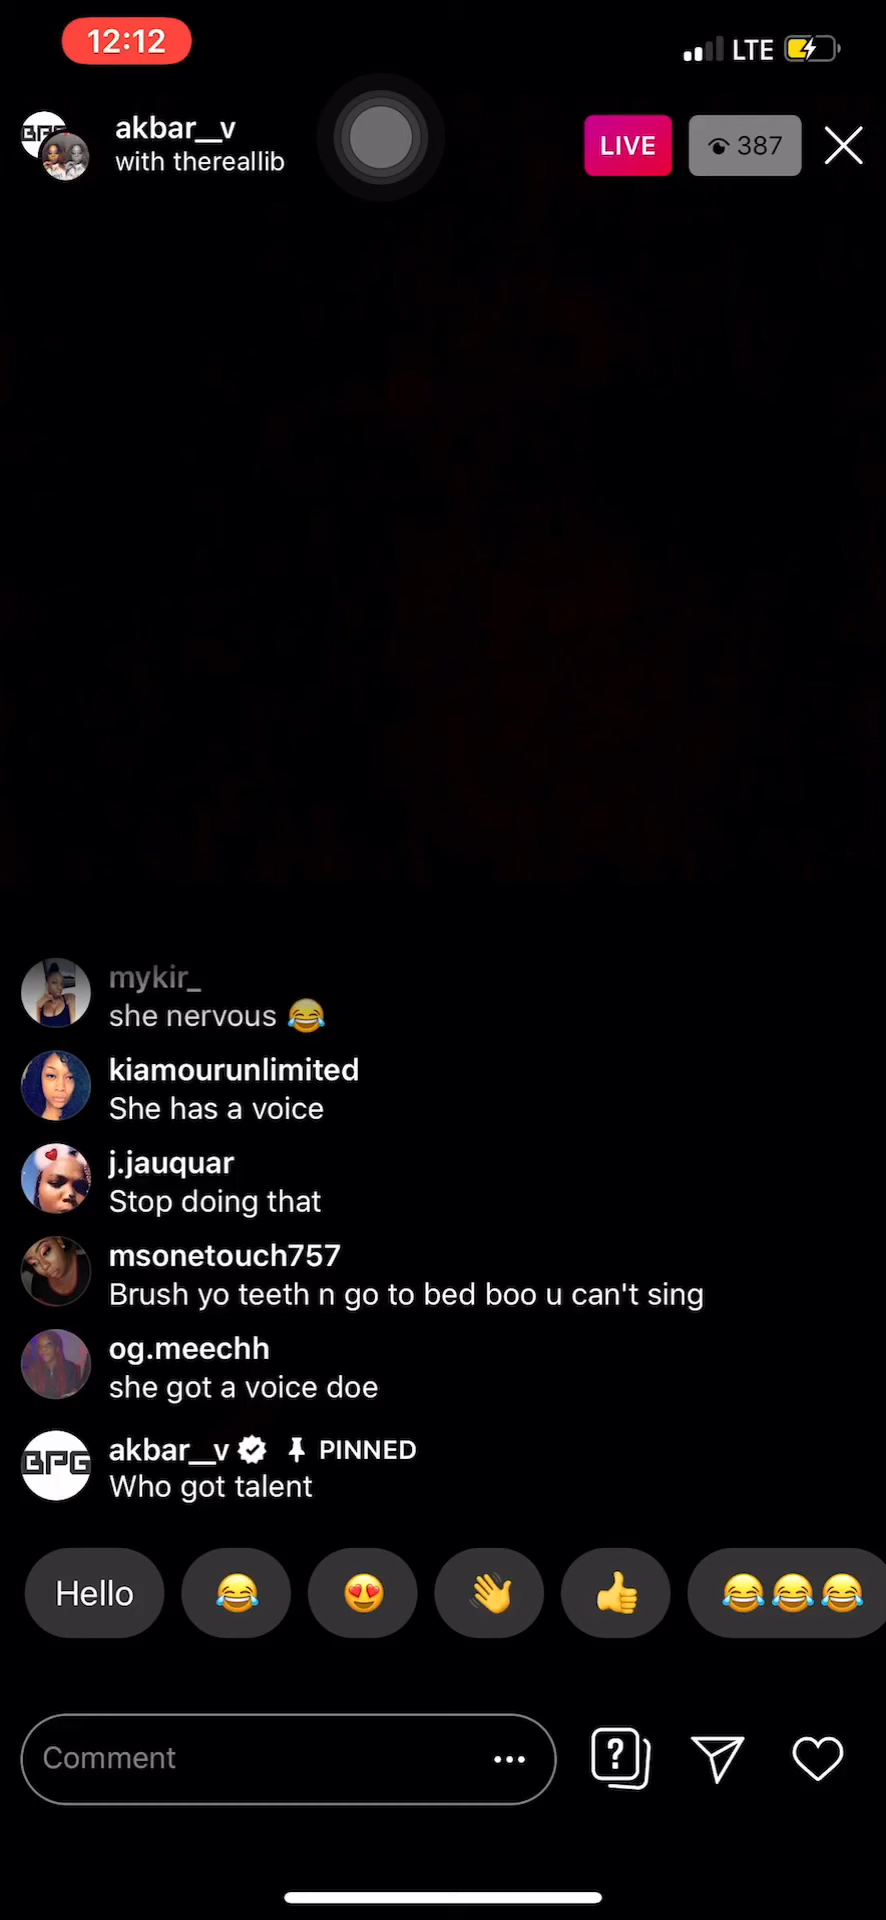 12:12
LTE
akbar__v
with thereallib
LIVE
387
mykir_
she nervous 😂
kiamourunlimited
She has a voice
j.jauquar
Stop doing that
msonetouch757
Brush yo teeth n go to bed boo u can't sing
og.meechh
she got a voice doe
BPG
akbar__v PINNED
Who got talent
Hello 😂 😍 👋 👍 😂😂😂
Comment ...
?